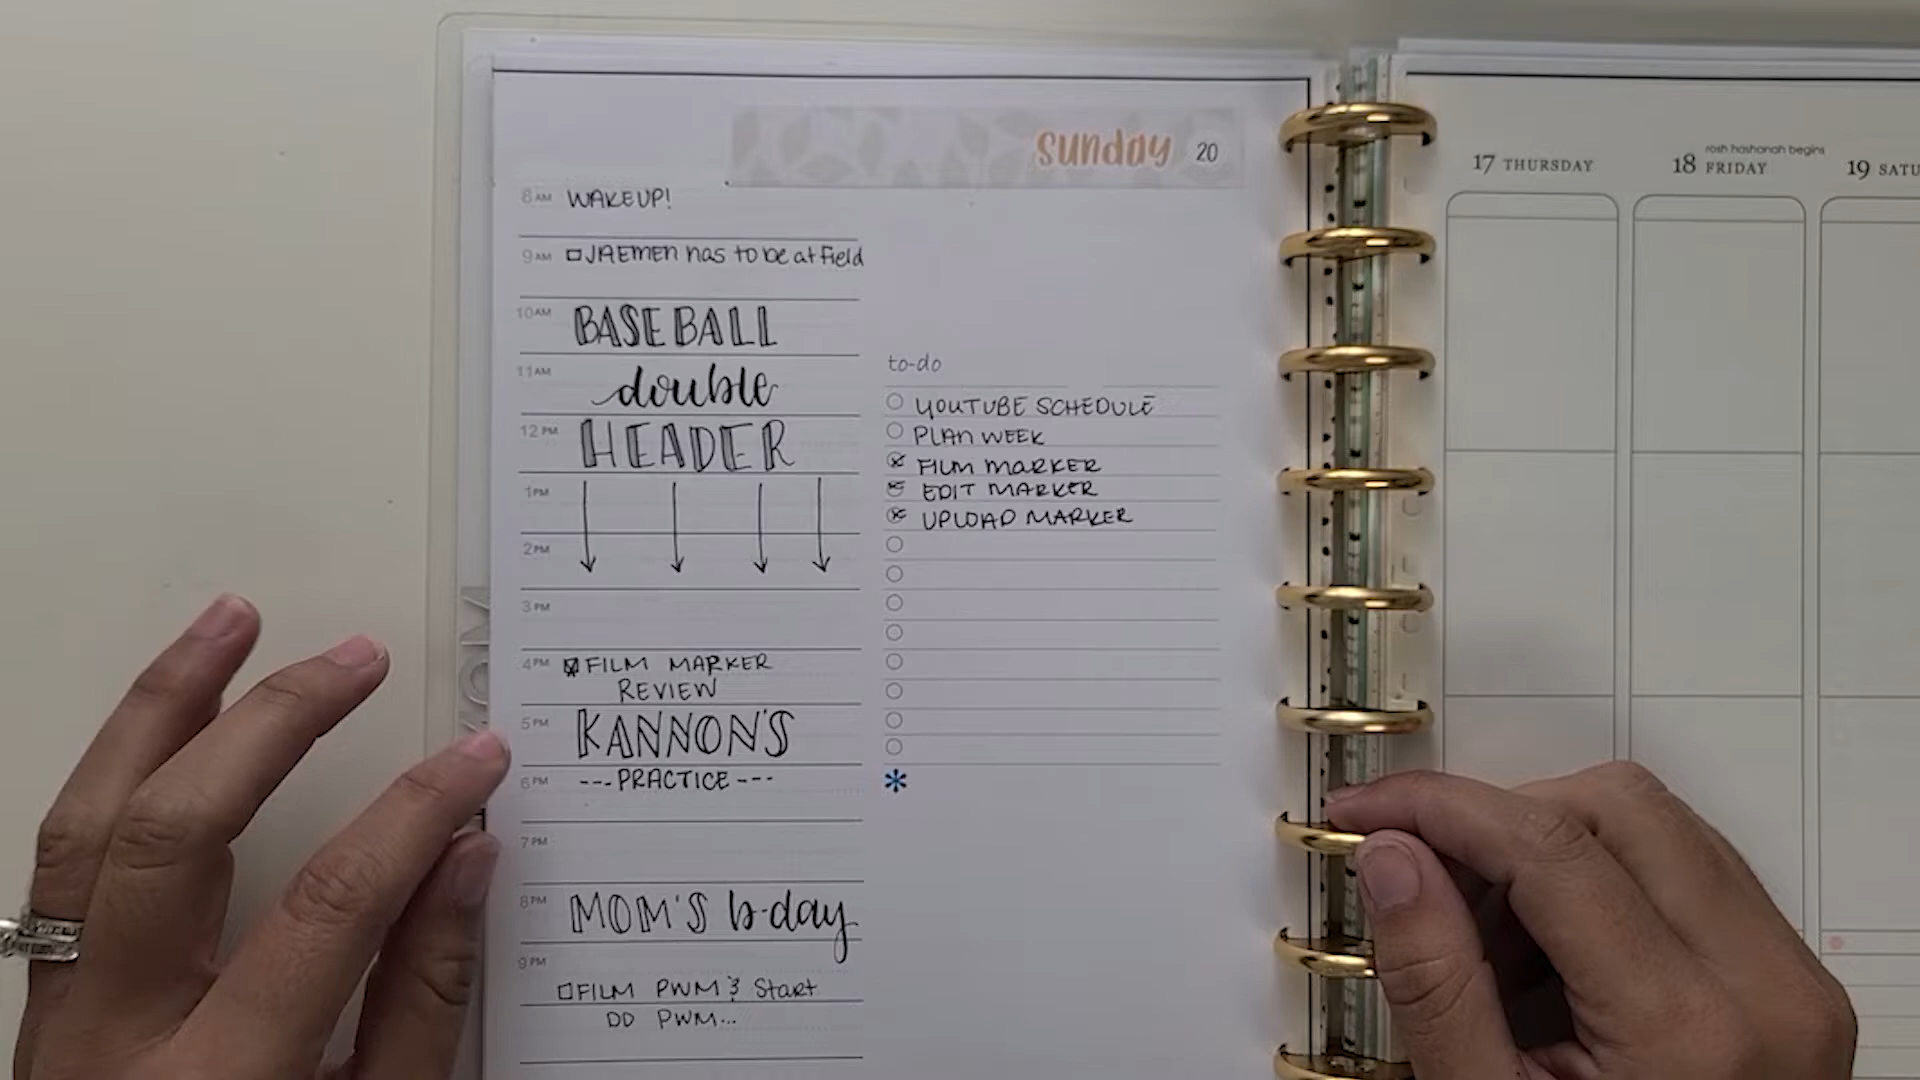 sunday 20
8 AM WAKEUP!
9 AM JAEMEN has to be at Field
10 AM BASEBALL
11 AM double
12 PM HEADER
1 PM
2 PM
3 PM
4 PM FILM MARKER
REVIEW
5 PM KANNON'S
6 PM ---PRACTICE---
7 PM
8 PM MOM'S b-day
9 PM
FILM PWM & Start
DD PWM...
to-do
YOUTUBE SCHEDULE
PLAN WEEK
FILM MARKER
EDIT MARKER
UPLOAD MARKER
*
17 THURSDAY
rosh hashanah begins
18 FRIDAY
19 SATU